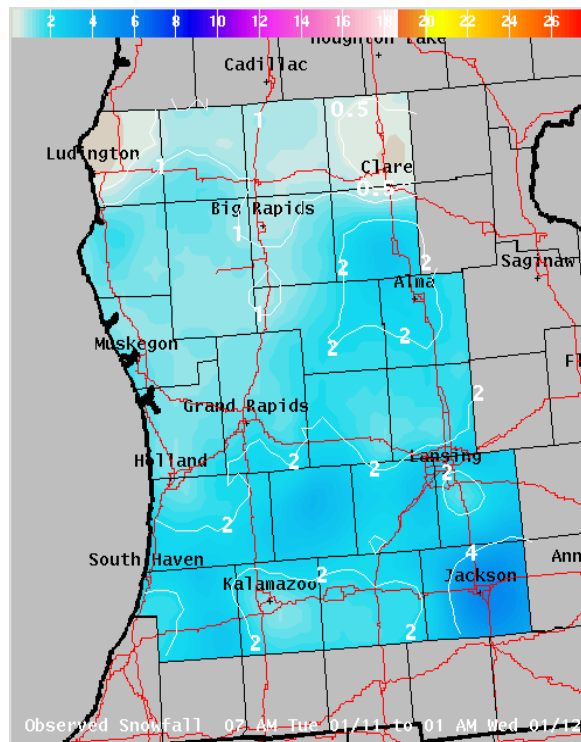 2 4 6 8 10 12 14 16 18 20 22 24 26
Houghton Lake
Cadillac
0.5
1
Ludington
1
Clare
0.5
Big Rapids
1
2
2
Saginaw
Alma
1
2
Muskegon
2
Fl
2
Grand Rapids
Lansing
Holland
2
2
2
2
South Haven
4
Ann
2
Kalamazoo
Jackson
2
2
Observed Snowfall 07 AM Tue 01/11 to 01 AM Wed 01/12